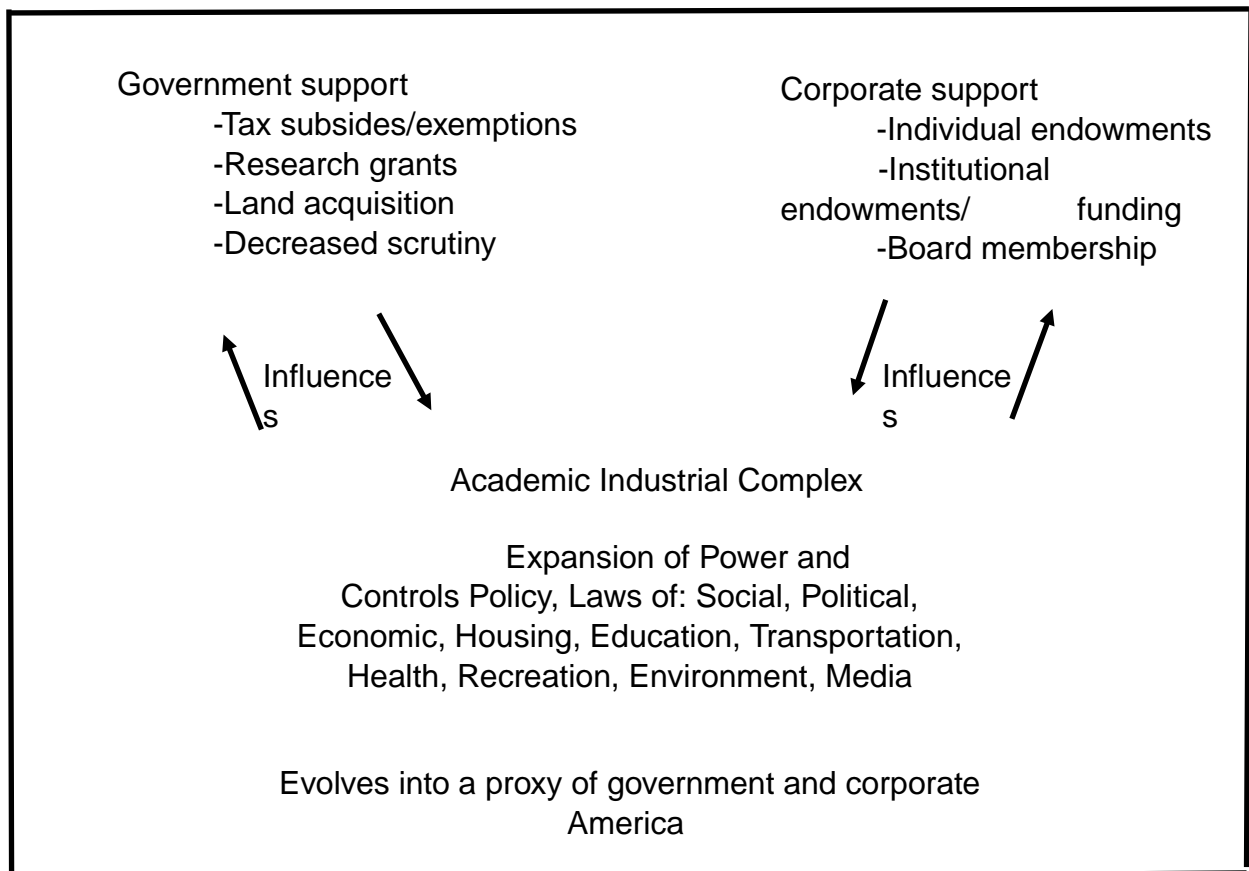 Government support
-Tax subsides/exemptions
-Research grants
-Land acquisition
-Decreased scrutiny
Corporate support
-Individual endowments
-Institutional
endowments/ funding
-Board membership
Influence
s
Influence
s
Academic Industrial Complex
Expansion of Power and
Controls Policy, Laws of: Social, Political,
Economic, Housing, Education, Transportation,
Health, Recreation, Environment, Media
Evolves into a proxy of government and corporate
America